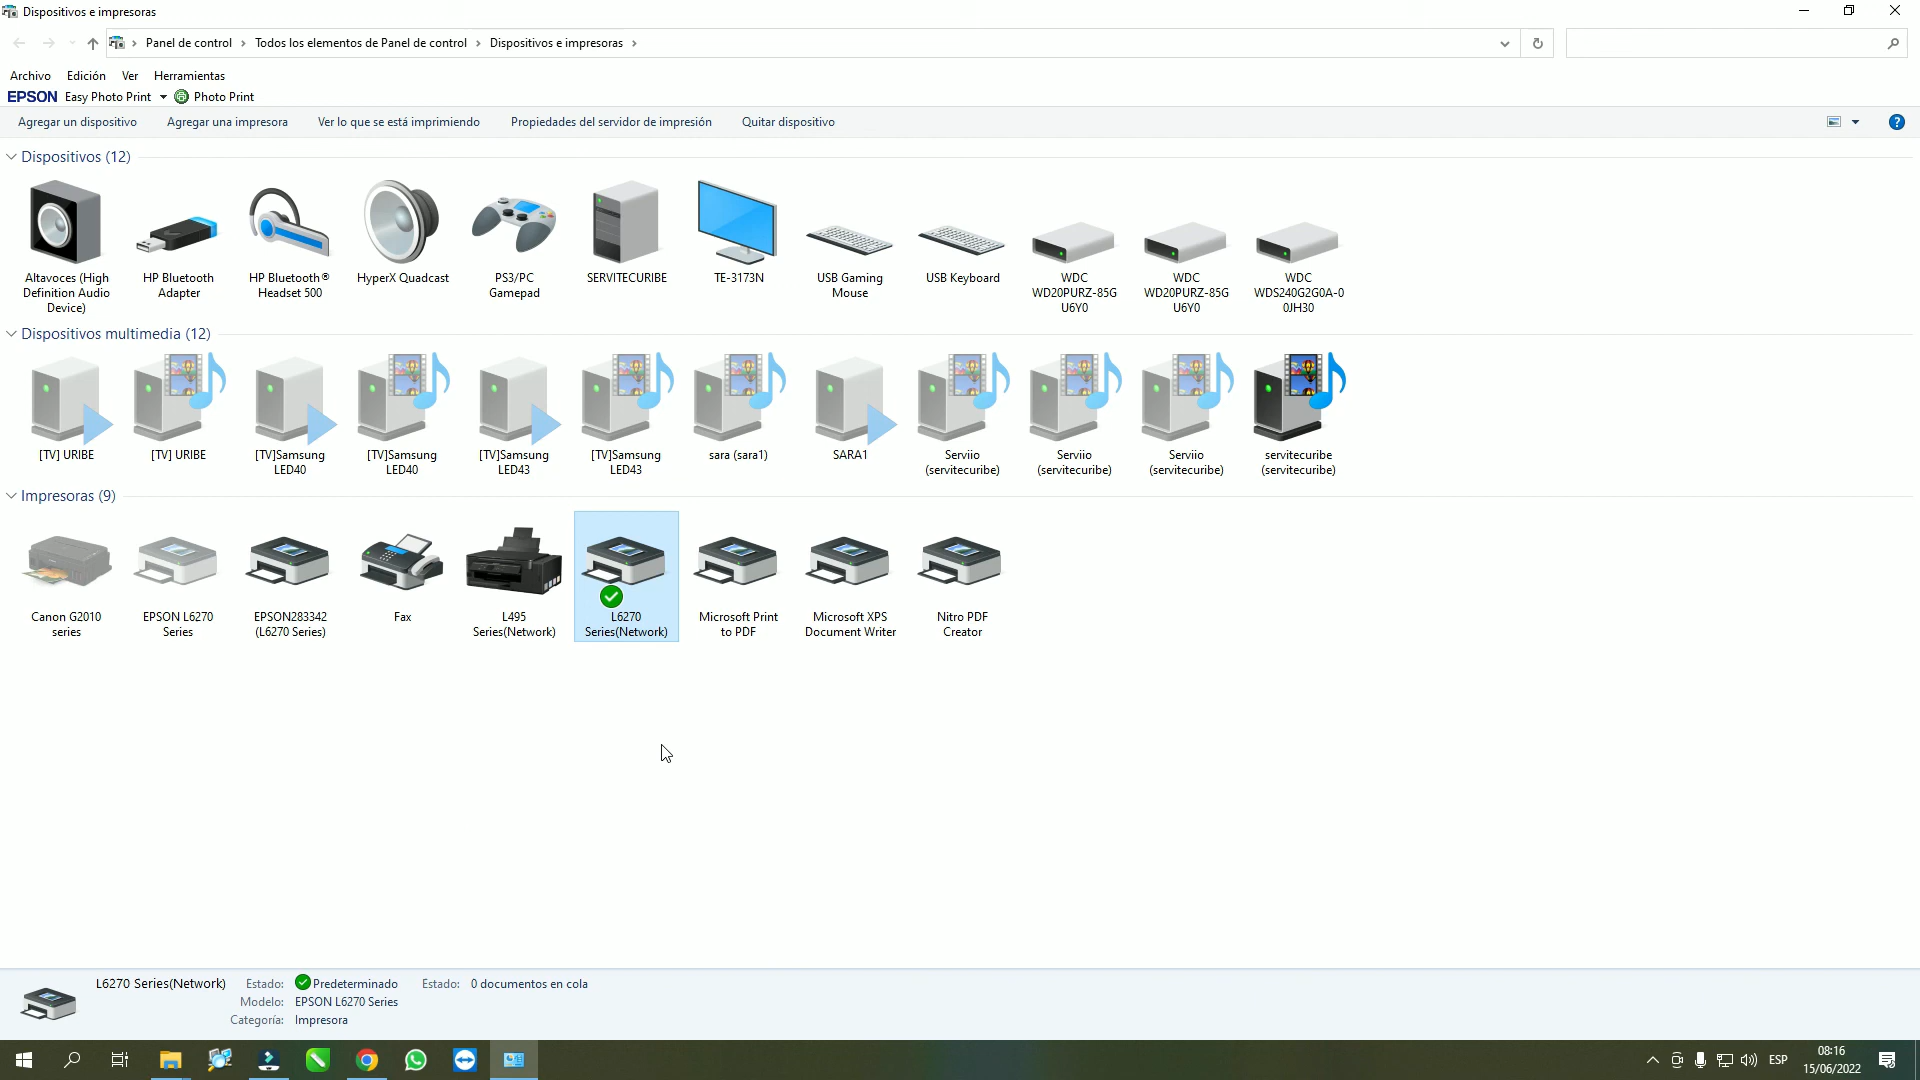 Dispositivos e impresoras
Panel de control
Todos los elementos de Panel de control
Dispositivos e impresoras
Archivo
Edición
Ver
Herramientas
EPSON Easy Photo Print
Photo Print
Agregar un dispositivo
Agregar una impresora
Ver lo que se está imprimiendo
Propiedades del servidor de impresión
Quitar dispositivo
?
Dispositivos (12)
Altavoces (High
Definition Audio
Device)
HP Bluetooth
Adapter
HP Bluetooth®
Headset 500
HyperX Quadcast
PS3/PC
Gamepad
SERVITECURIBE
TE-3173N
USB Gaming
Mouse
USB Keyboard
WDC
WD20PURZ-85G
U6Y0
WDC
WD20PURZ-85G
U6Y0
WDC
WDS240G2G0A-0
0JH30
Dispositivos multimedia (12)
[TV] URIBE
[TV] URIBE
[TV]Samsung
LED40
[TV]Samsung
LED40
[TV]Samsung
LED43
[TV]Samsung
LED43
sara (sara1)
SARA1
Serviio
(servitecuribe)
Serviio
(servitecuribe)
Serviio
(servitecuribe)
servitecuribe
(servitecuribe)
Impresoras (9)
Canon G2010
series
EPSON L6270
Series
EPSON283342
(L6270 Series)
Fax
L495
Series(Network)
L6270
Series(Network)
Microsoft Print
to PDF
Microsoft XPS
Document Writer
Nitro PDF
Creator
L6270 Series(Network)
Estado: Predeterminado
Modelo: EPSON L6270 Series
Categoría: Impresora
Estado: 0 documentos en cola
ESP
08:16
15/06/2022